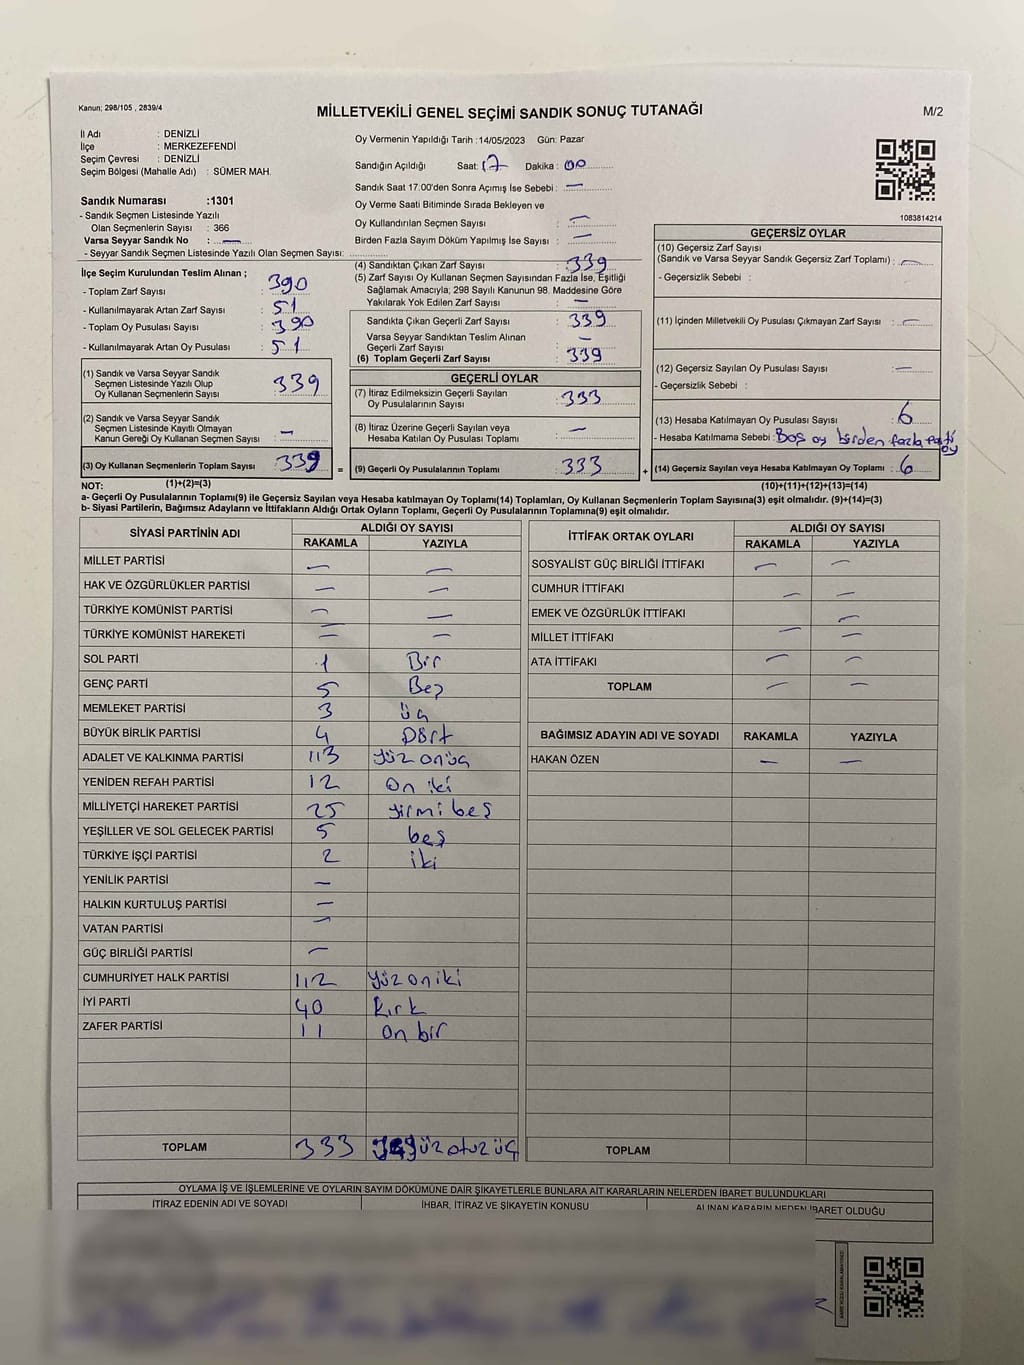 Kanun; 298/105 , 2839/4
MİLLETVEKİLİ GENEL SEÇİMİ SANDIK SONUÇ TUTANAĞI
M/2
İl Adı : DENİZLİ
İlçe : MERKEZEFENDİ
Seçim Çevresi : DENİZLİ
Seçim Bölgesi (Mahalle Adı) : SÜMER MAH.
Sandık Numarası :1301
- Sandık Seçmen Listesinde Yazılı
Olan Seçmenlerin Sayısı : 366
Varsa Seyyar Sandık No : —
- Seyyar Sandık Seçmen Listesinde Yazılı Olan Seçmen Sayısı:
Oy Vermenin Yapıldığı Tarih : 14/05/2023 Gün: Pazar
Sandığın Açıldığı Saat: 17 Dakika : 00
Sandık Saat 17:00'den Sonra Açımış İse Sebebi : —
Oy Verme Saati Bitiminde Sırada Bekleyen ve
Oy Kullandırılan Seçmen Sayısı : —
Birden Fazla Sayım Döküm Yapılmış İse Sayısı : —
1083814214
İlçe Seçim Kurulundan Teslim Alınan ;
- Toplam Zarf Sayısı : 390
- Kullanılmayarak Artan Zarf Sayısı : 51
- Toplam Oy Pusulası Sayısı : 390
- Kullanılmayarak Artan Oy Pusulası : 51
(1) Sandık ve Varsa Seyyar Sandık
Seçmen Listesinde Yazılı Olup
Oy Kullanan Seçmenlerin Sayısı : 339
(2) Sandık ve Varsa Seyyar Sandık
Seçmen Listesinde Kayıtlı Olmayan
Kanun Gereği Oy Kullanan Seçmen Sayısı : —
(3) Oy Kullanan Seçmenlerin Toplam Sayısı : 339
(4) Sandıktan Çıkan Zarf Sayısı : 339
(5) Zarf Sayısı Oy Kullanan Seçmen Sayısından Fazla İse, Eşitliği
Sağlamak Amacıyla; 298 Sayılı Kanunun 98. Maddesine Göre
Yakılarak Yok Edilen Zarf Sayısı : —
Sandıkta Çıkan Geçerli Zarf Sayısı : 339
Varsa Seyyar Sandıktan Teslim Alınan
Geçerli Zarf Sayısı : —
(6) Toplam Geçerli Zarf Sayısı : 339
GEÇERLİ OYLAR
(7) İtiraz Edilmeksizin Geçerli Sayılan
Oy Pusulalarının Sayısı : 333
(8) İtiraz Üzerine Geçerli Sayılan veya
Hesaba Katılan Oy Pusulası Toplamı : —
= (9) Geçerli Oy Pusulalarının Toplamı : 333
GEÇERSİZ OYLAR
(10) Geçersiz Zarf Sayısı
(Sandık ve Varsa Seyyar Sandık Geçersiz Zarf Toplamı) : —
- Geçersizlik Sebebi :
(11) İçinden Milletvekili Oy Pusulası Çıkmayan Zarf Sayısı : —
(12) Geçersiz Sayılan Oy Pusulası Sayısı : —
- Geçersizlik Sebebi :
(13) Hesaba Katılmayan Oy Pusulası Sayısı : 6
- Hesaba Katılmama Sebebi : Boş oy birden fazla parti
oy
+ (14) Geçersiz Sayılan veya Hesaba Katılmayan Oy Toplamı : 6
NOT: (1)+(2)=(3)
(10)+(11)+(12)+(13)=(14)
a- Geçerli Oy Pusulalarının Toplamı(9) ile Geçersiz Sayılan veya Hesaba katılmayan Oy Toplamı(14) Toplamları, Oy Kullanan Seçmenlerin Toplam Sayısına(3) eşit olmalıdır. (9)+(14)=(3)
b- Siyasi Partilerin, Bağımsız Adayların ve İttifakların Aldığı Ortak Oyların Toplamı, Geçerli Oy Pusulalarının Toplamına(9) eşit olmalıdır.
SİYASİ PARTİNİN ADI ALDIĞI OY SAYISI
RAKAMLA YAZIYLA
MİLLET PARTİSİ — —
HAK VE ÖZGÜRLÜKLER PARTİSİ — —
TÜRKİYE KOMÜNİST PARTİSİ — —
TÜRKİYE KOMÜNİST HAREKETİ — —
SOL PARTİ 1 Bir
GENÇ PARTİ 5 Beş
MEMLEKET PARTİSİ 3 üç
BÜYÜK BİRLİK PARTİSİ 4 Dört
ADALET VE KALKINMA PARTİSİ 113 yüz onüç
YENİDEN REFAH PARTİSİ 12 On iki
MİLLİYETÇİ HAREKET PARTİSİ 25 yirmi beş
YEŞİLLER VE SOL GELECEK PARTİSİ 5 beş
TÜRKİYE İŞÇİ PARTİSİ 2 iki
YENİLİK PARTİSİ —
HALKIN KURTULUŞ PARTİSİ —
VATAN PARTİSİ —
GÜÇ BİRLİĞİ PARTİSİ —
CUMHURİYET HALK PARTİSİ 112 yüz oniki
İYİ PARTİ 40 Kırk
ZAFER PARTİSİ 11 On bir
TOPLAM 333 üzotuzüç
İTTİFAK ORTAK OYLARI ALDIĞI OY SAYISI
RAKAMLA YAZIYLA
SOSYALİST GÜÇ BİRLİĞİ İTTİFAKI — —
CUMHUR İTTİFAKI — —
EMEK VE ÖZGÜRLÜK İTTİFAKI —
MİLLET İTTİFAKI — —
ATA İTTİFAKI — —
TOPLAM — —
BAĞIMSIZ ADAYIN ADI VE SOYADI RAKAMLA YAZIYLA
HAKAN ÖZEN — —
TOPLAM
OYLAMA İŞ VE İŞLEMLERİNE VE OYLARIN SAYIM DÖKÜMÜNE DAİR ŞİKAYETLERLE BUNLARA AİT KARARLARIN NELERDEN İBARET BULUNDUKLARI
İTİRAZ EDENİN ADI VE SOYADI İHBAR, İTİRAZ VE ŞİKAYETİN KONUSU ALINAN KARARIN NEDEN İBARET OLDUĞU